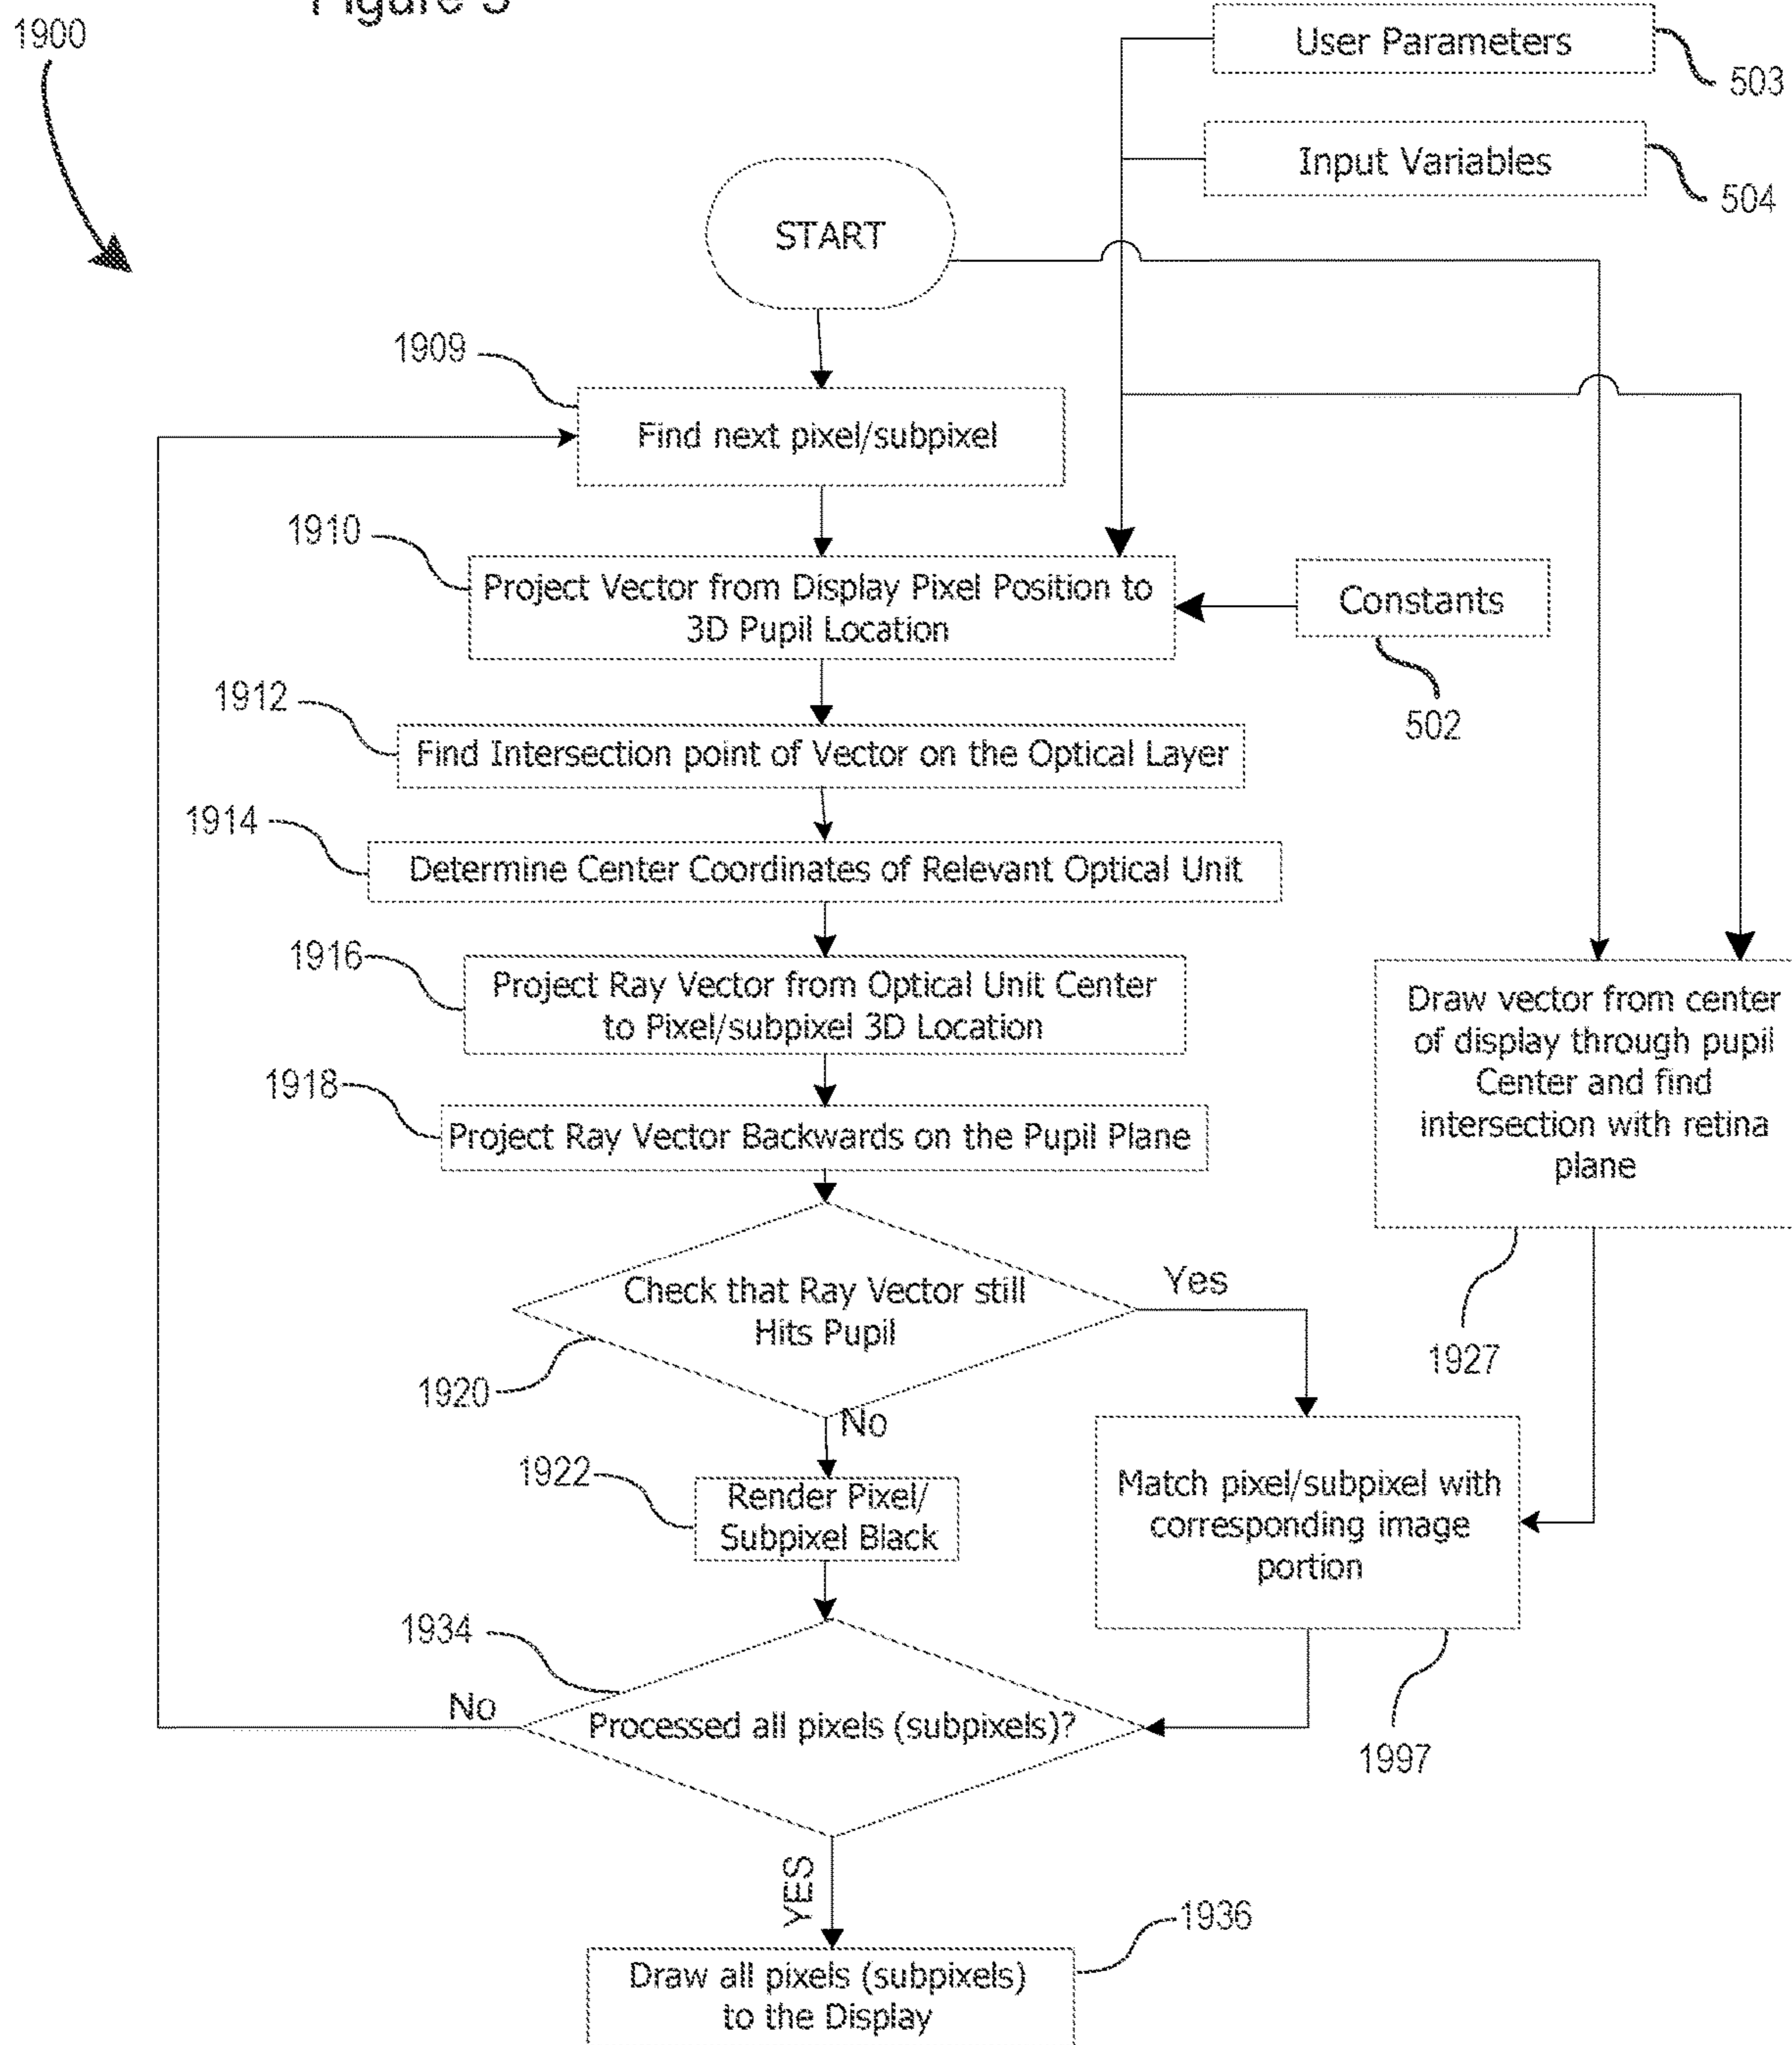 Figure 5
1900
User Parameters
503
Input Variables
504
START
1909
Find next pixel/subpixel
1910
Project Vector from Display Pixel Position to
3D Pupil Location
Constants
502
1912
Find Intersection point of Vector on the Optical Layer
1914
Determine Center Coordinates of Relevant Optical Unit
1916
Project Ray Vector from Optical Unit Center
to Pixel/subpixel 3D Location
Draw vector from center
of display through pupil
Center and find
intersection with retina
plane
1927
1918
Project Ray Vector Backwards on the Pupil Plane
Check that Ray Vector still
Hits Pupil
Yes
1920
No
1922
Render Pixel/
Subpixel Black
Match pixel/subpixel with
corresponding image
portion
1997
1934
No
Processed all pixels (subpixels)?
YES
1936
Draw all pixels (subpixels)
to the Display